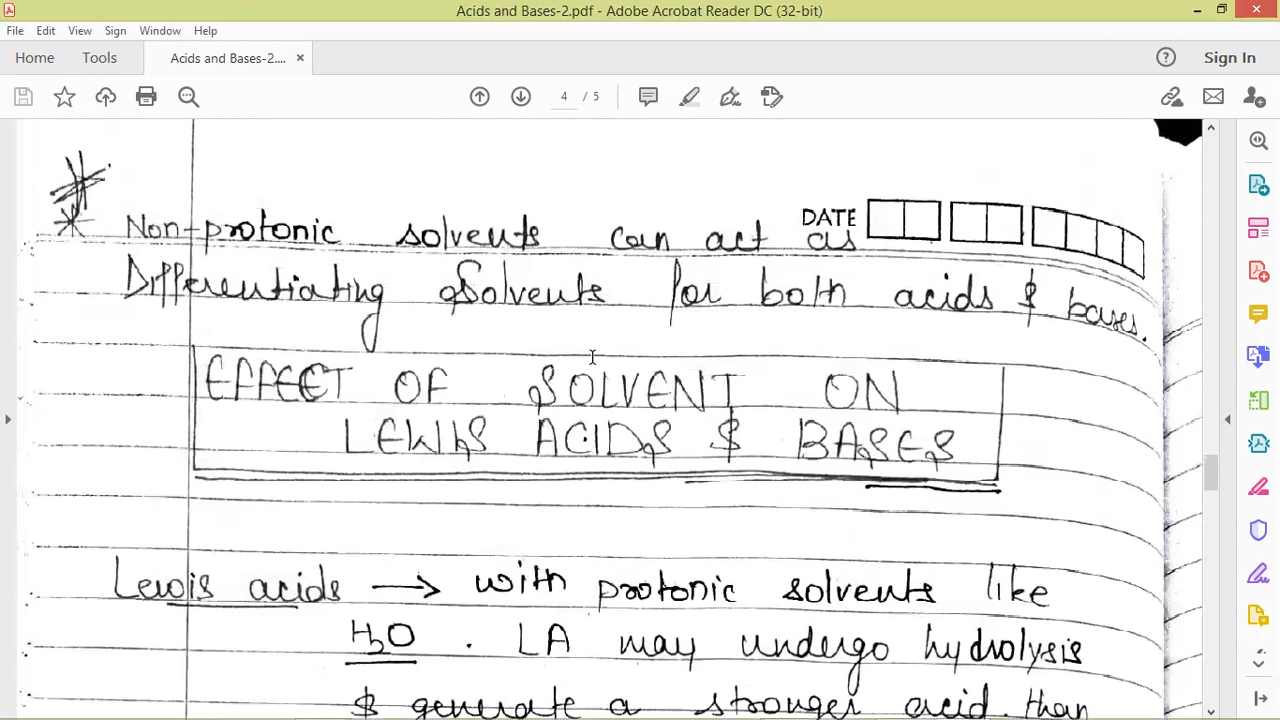 Acids and Bases-2.pdf - Adobe Acrobat Reader DC (32-bit)
File Edit View Sign Window Help
Home Tools Acids and Bases-2.... × Sign In
4 / 5
DATE
* Non-protonic solvents can act as
Differentiating Solvents for both acids & bases.
EFFECT OF SOLVENT ON
LEWIS ACIDS & BASES
Lewis acids → with protonic solvents like
H2O. LA may undergo hydrolysis
& generate a stronger acid than